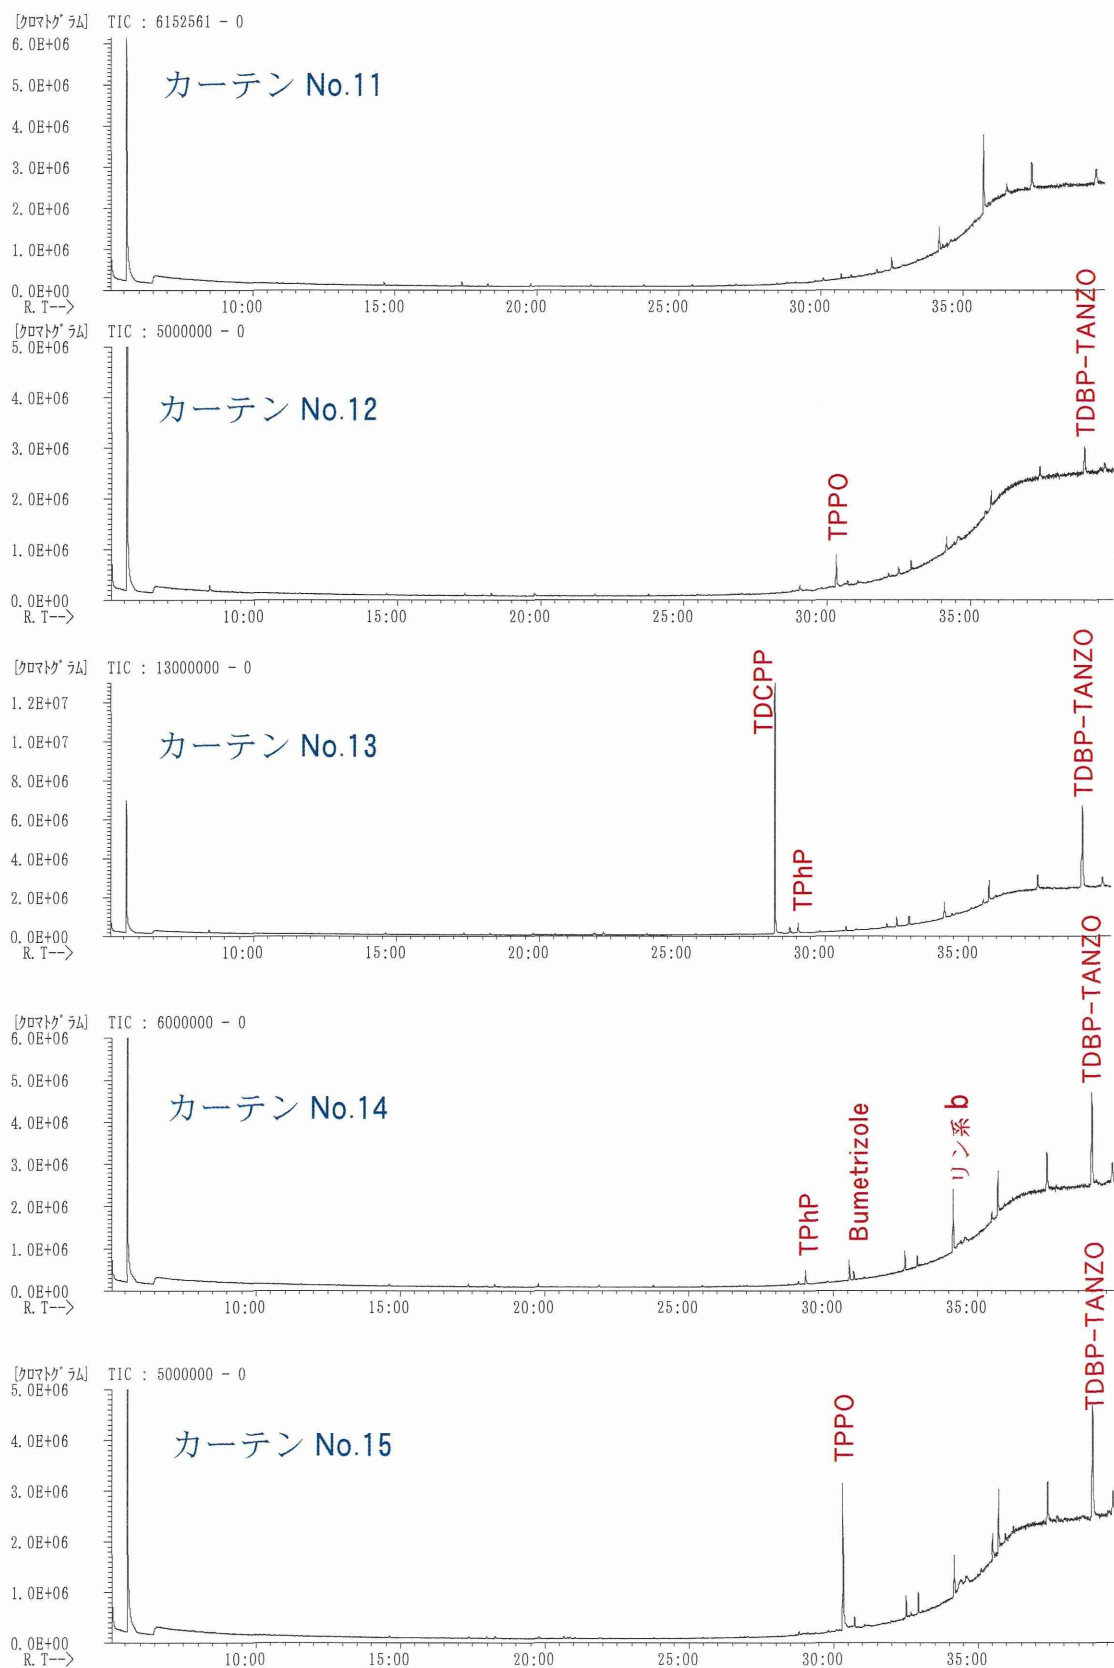 [クロマトグラム] TIC : 6152561 - 0
6.0E+06
カーテン No.11
5.0E+06
4.0E+06
3.0E+06
2.0E+06
1.0E+06
0.0E+00
R.T-->
10:00 15:00 20:00 25:00 30:00 35:00
[クロマトグラム] TIC : 5000000 - 0
5.0E+06
TDBP-TANZO
4.0E+06
カーテン No.12
3.0E+06
TPPO
2.0E+06
1.0E+06
0.0E+00
R.T-->
10:00 15:00 20:00 25:00 30:00 35:00
[クロマトグラム] TIC : 13000000 - 0
TDCPP
TDBP-TANZO
1.2E+07
カーテン No.13
1.0E+07
8.0E+06
6.0E+06
4.0E+06
TPhP
2.0E+06
0.0E+00
R.T-->
10:00 15:00 20:00 25:00 30:00 35:00
[クロマトグラム] TIC : 6000000 - 0
TDBP-TANZO
6.0E+06
5.0E+06
カーテン No.14
4.0E+06
Bumetrizole
リン系 b
3.0E+06
TPhP
2.0E+06
1.0E+06
0.0E+00
R.T-->
10:00 15:00 20:00 25:00 30:00 35:00
[クロマトグラム] TIC : 5000000 - 0
TDBP-TANZO
5.0E+06
カーテン No.15
TPPO
4.0E+06
3.0E+06
2.0E+06
1.0E+06
0.0E+00
R.T-->
10:00 15:00 20:00 25:00 30:00 35:00